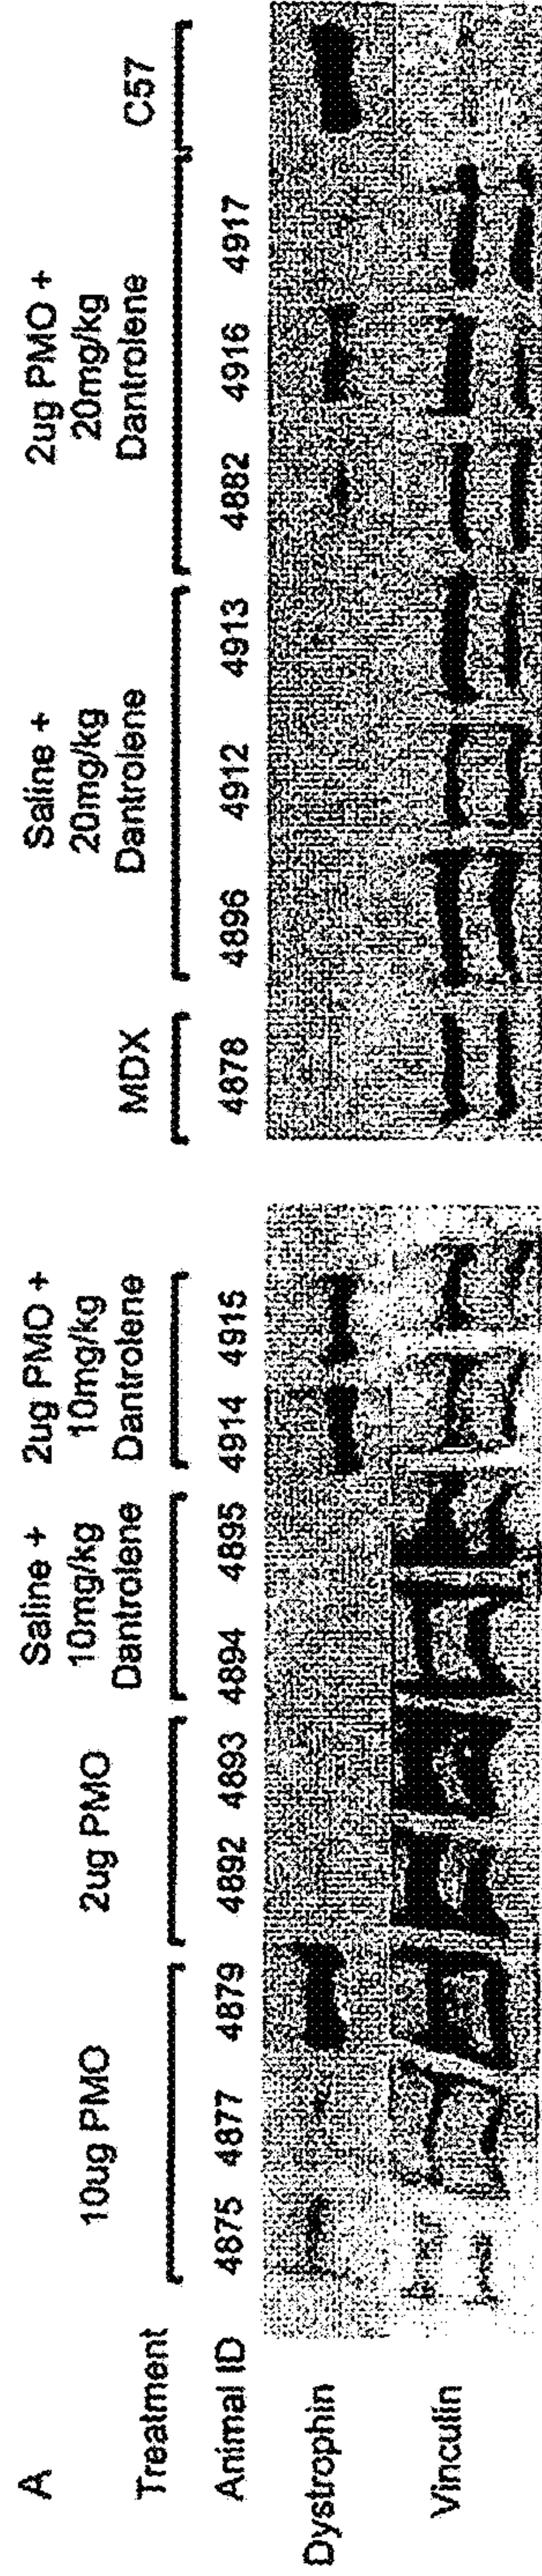 A
Treatment
10ug PMO
2ug PMO
Saline +
10mg/kg
Dantrolene
2ug PMO +
10mg/kg
Dantrolene
MDX
Saline +
20mg/kg
Dantrolene
2ug PMO +
20mg/kg
Dantrolene
C57
Animal ID 4875 4877 4879 4892 4893 4894 4895 4914 4915 4878 4896 4912 4913 4882 4916 4917
Dystrophin
Vinculin